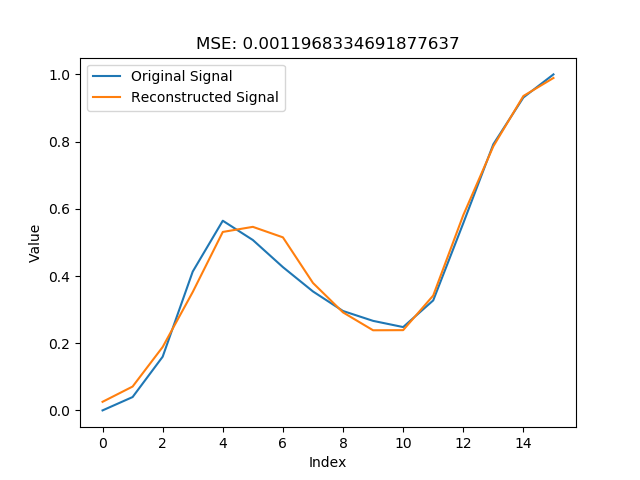 MSE: 0.0011968334691877637
Original Signal
Reconstructed Signal
1.0
0.8
0.6
0.4
0.2
0.0
Value
0 2 4 6 8 10 12 14
Index